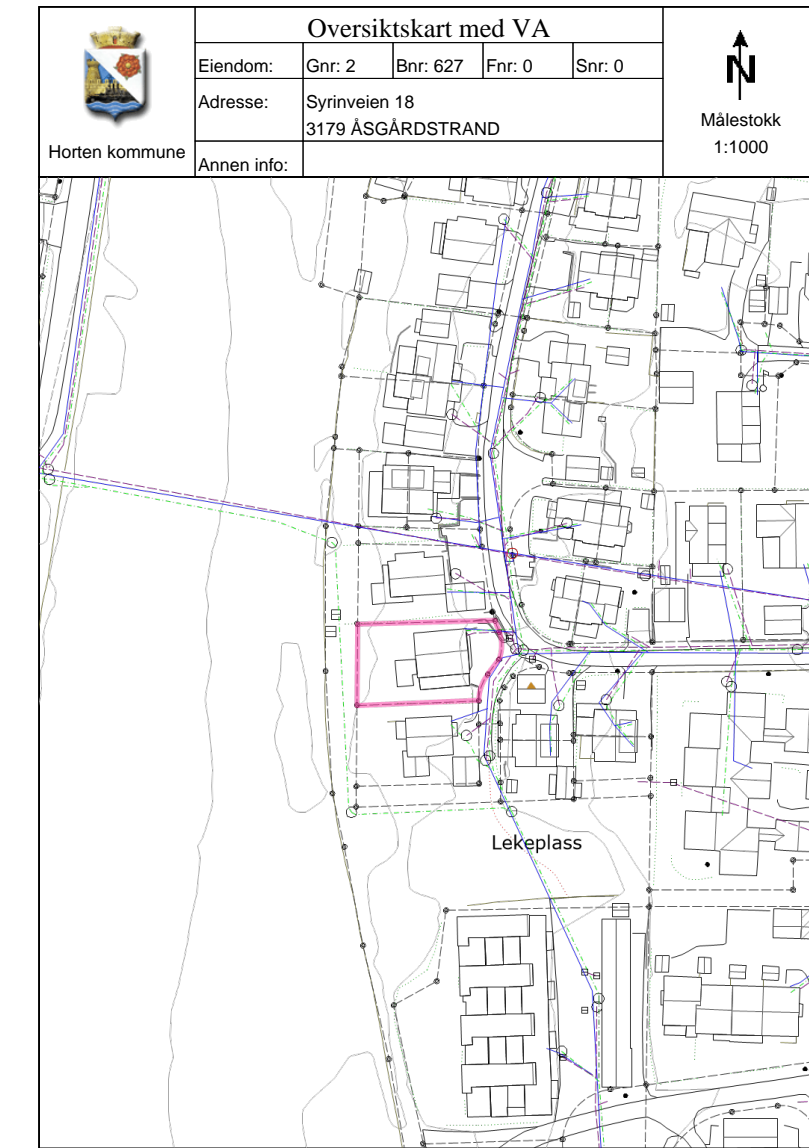 Oversiktskart med VA
Eiendom: Gnr: 2 Bnr: 627 Fnr: 0 Snr: 0
Adresse: Syrinveien 18
3179 ÅSGÅRDSTRAND
Annen info:
Horten kommune
N
Målestokk
1:1000
Lekeplass